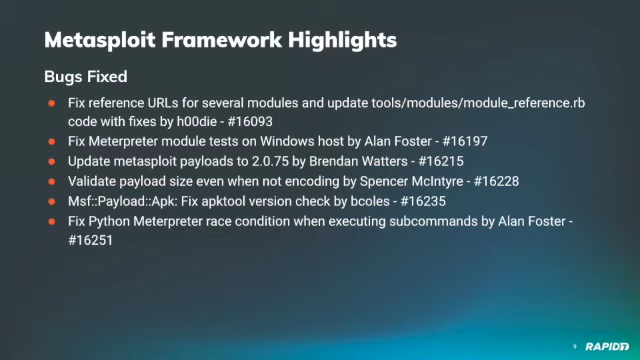 Metasploit Framework Highlights
Bugs Fixed
Fix reference URLs for several modules and update tools/modules/module_reference.rb
code with fixes by h00die - #16093
Fix Meterpreter module tests on Windows host by Alan Foster - #16197
Update metasploit payloads to 2.0.75 by Brendan Watters - #16215
Validate payload size even when not encoding by Spencer McIntyre - #16228
Msf::Payload::Apk: Fix apktool version check by bcoles - #16235
Fix Python Meterpreter race condition when executing subcommands by Alan Foster -
#16251
9 RAPID7